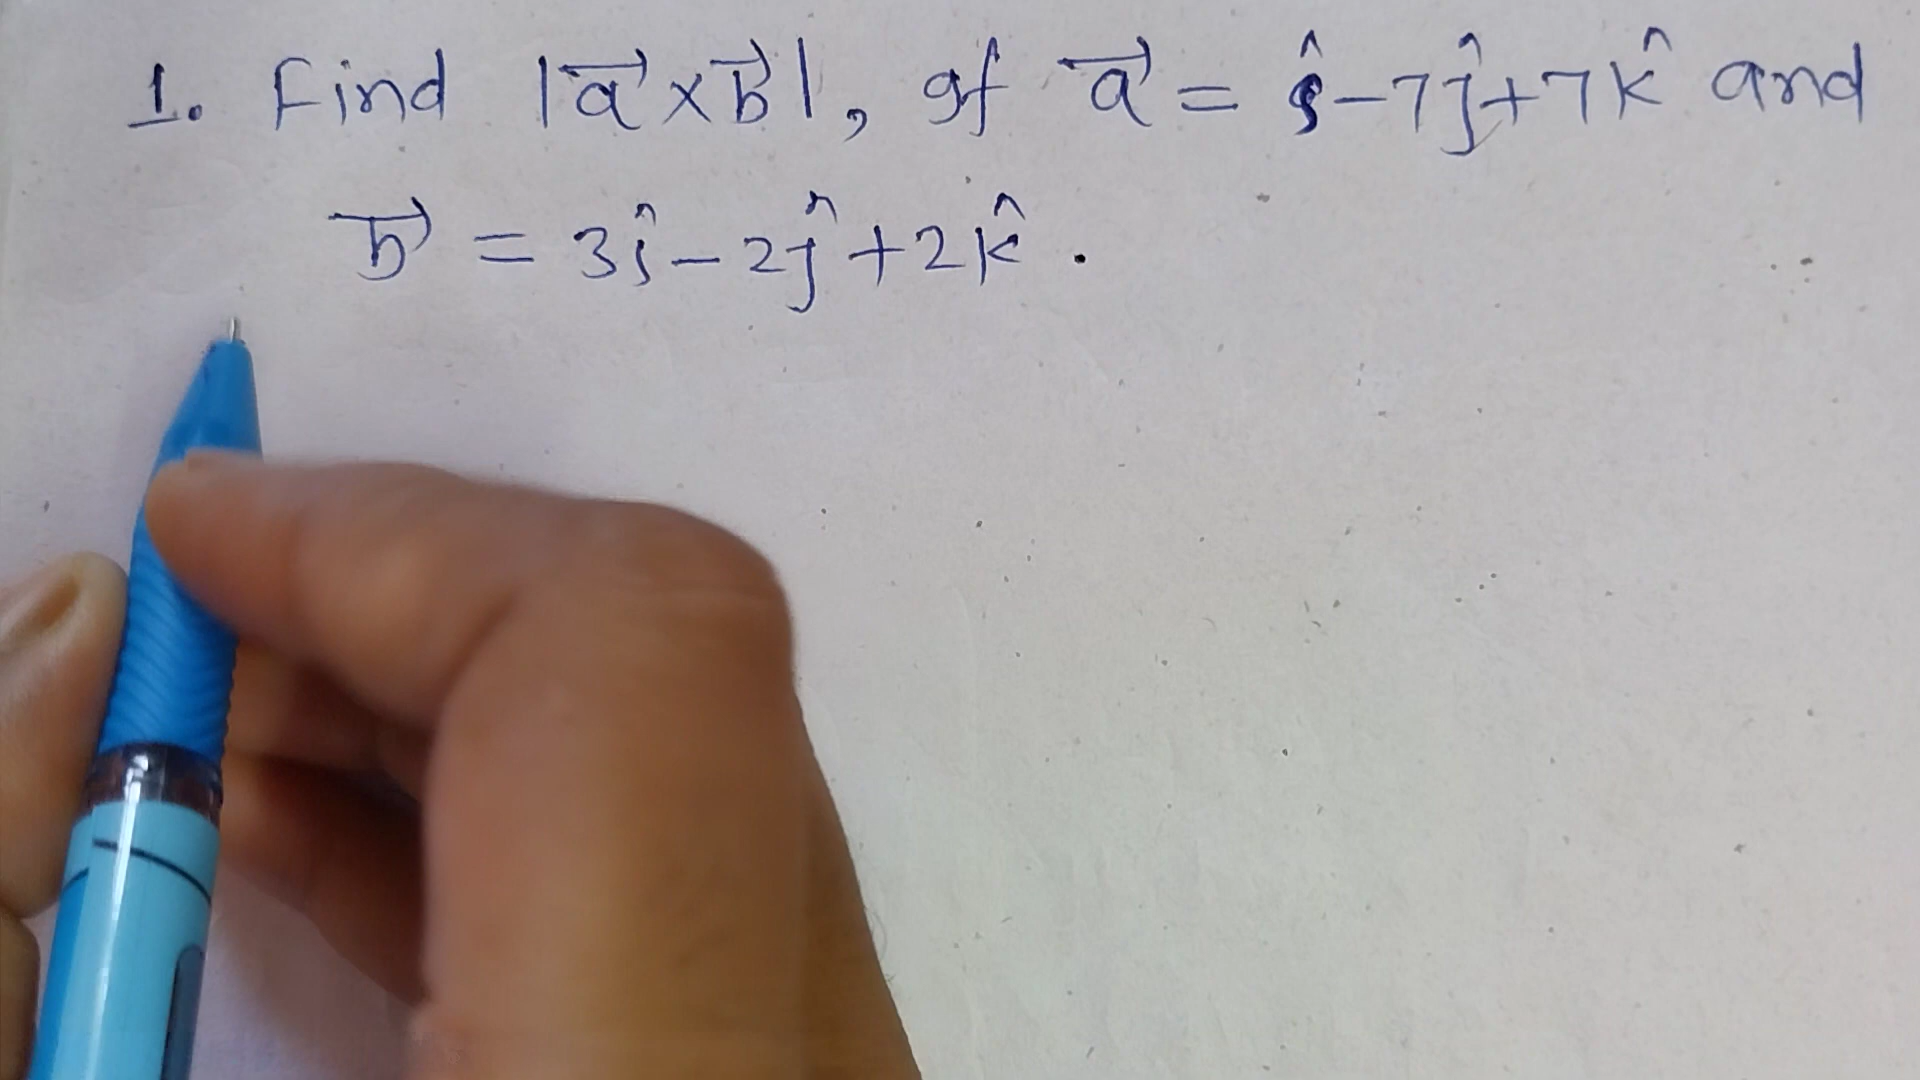 1. Find |a⃗ × b⃗|, if a⃗ = î − 7ĵ + 7k̂ and
b⃗ = 3î − 2ĵ + 2k̂ .